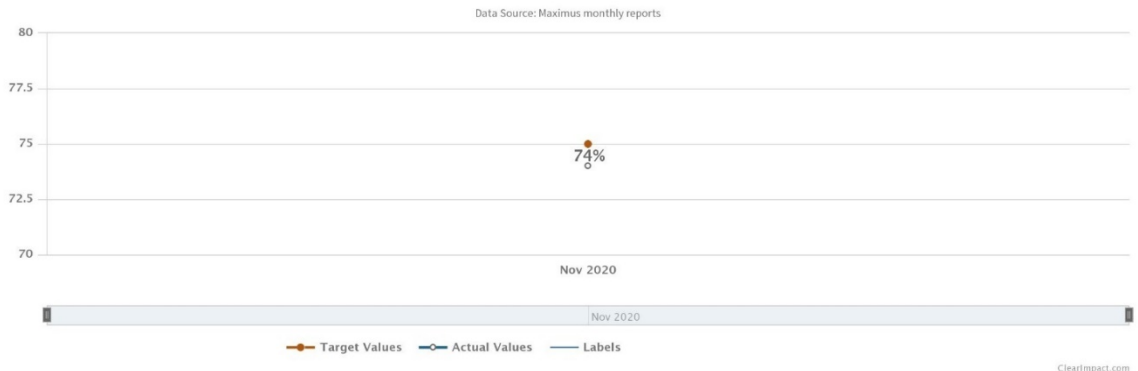 Data Source: Maximus monthly reports
80
77.5
75
74%
72.5
70
Nov 2020
Nov 2020
Target Values Actual Values Labels
ClearImpact.com